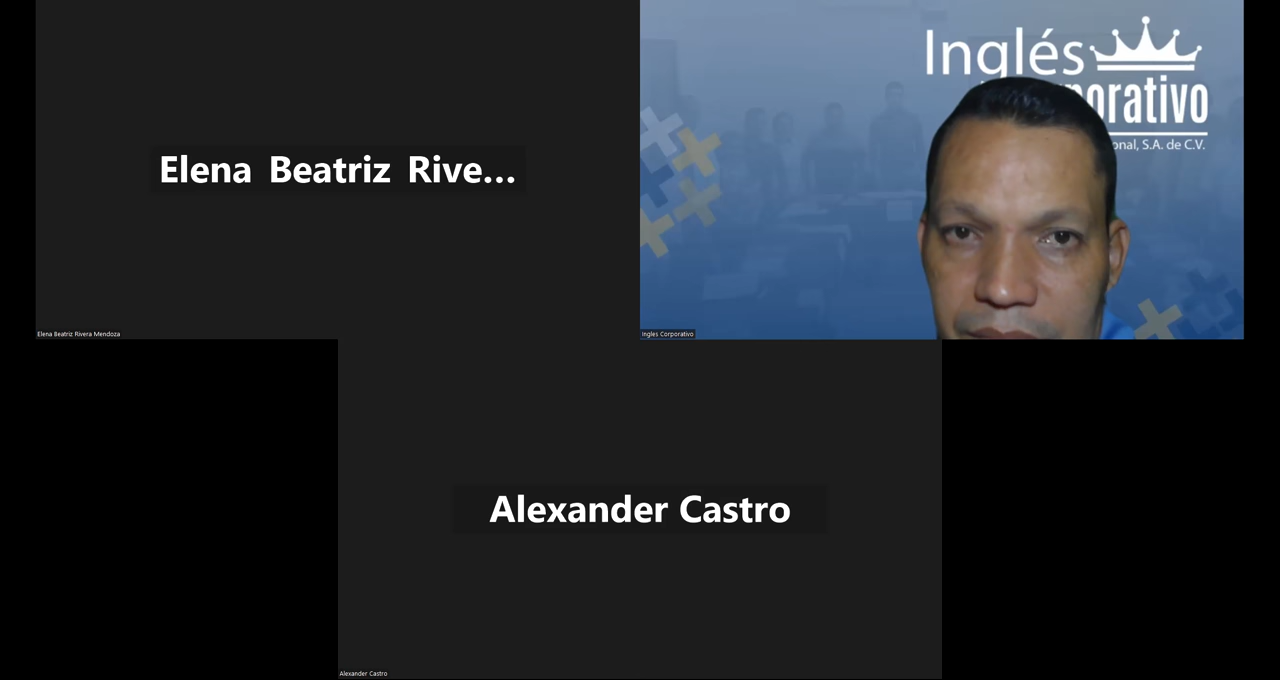 Elena Beatriz Rive...
Elena Beatriz Rivera Mendoza
Inglés
orativo
onal, S.A. de C.V.
Ingles Corporativo
Alexander Castro
Alexander Castro